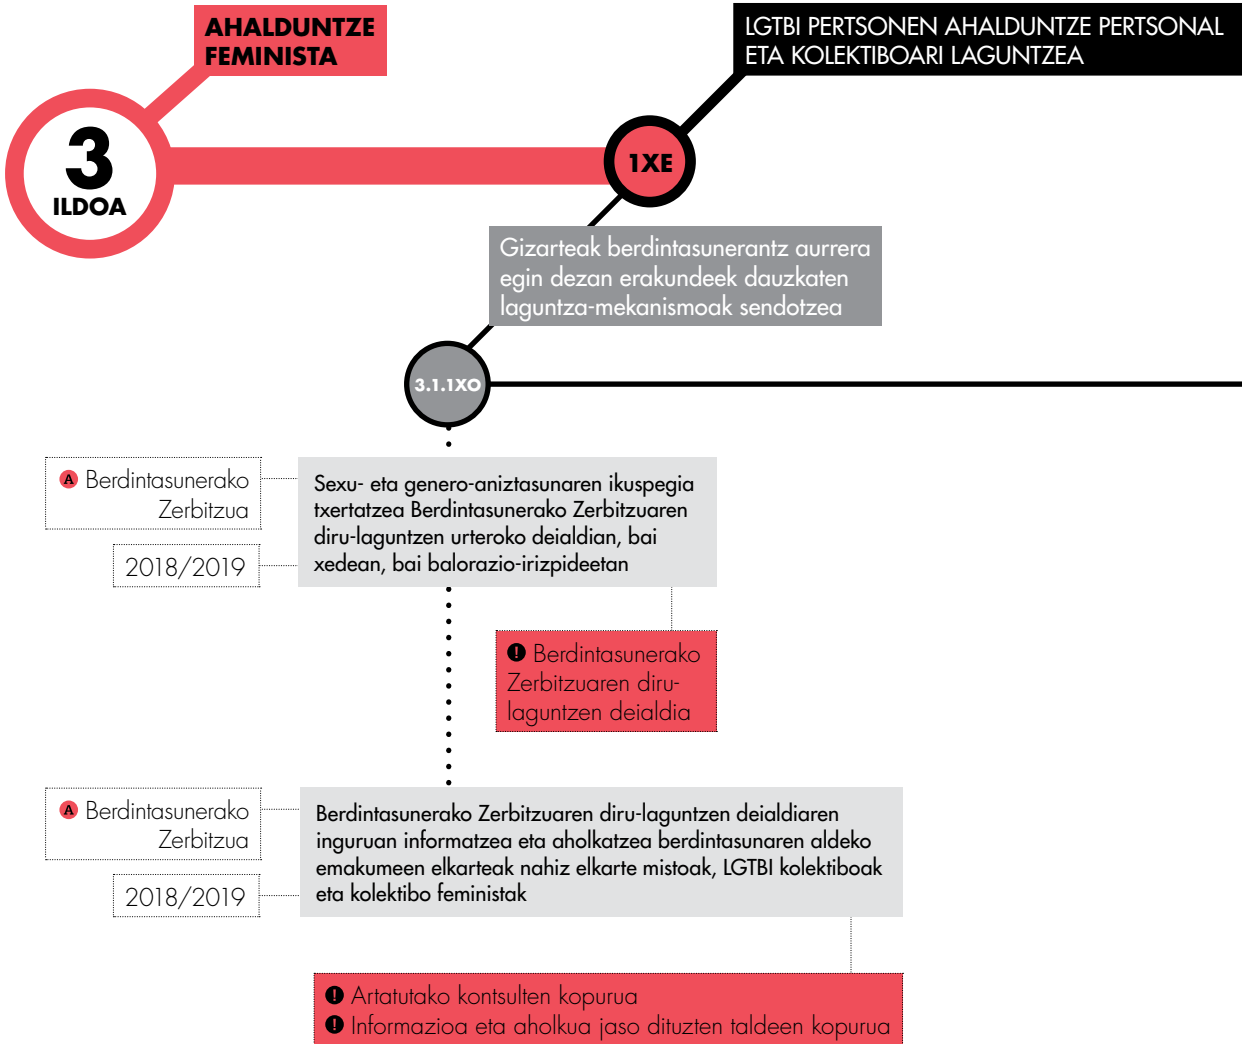 AHALDUNTZE
FEMINISTA
LGTBI PERTSONEN AHALDUNTZE PERTSONAL
ETA KOLEKTIBOARI LAGUNTZEA
3
ILDOA
1XE
Gizarteak berdintasunerantz aurrera
egin dezan erakundeek dauzkaten
laguntza-mekanismoak sendotzea
3.1.1XO
A Berdintasunerako
Zerbitzua
2018/2019
Sexu- eta genero-aniztasunaren ikuspegia
txertatzea Berdintasunerako Zerbitzuaren
diru-laguntzen urteroko deialdian, bai
xedean, bai balorazio-irizpideetan
! Berdintasunerako
Zerbitzuaren diru-
laguntzen deialdia
A Berdintasunerako
Zerbitzua
2018/2019
Berdintasunerako Zerbitzuaren diru-laguntzen deialdiaren
inguruan informatzea eta aholkatzea berdintasunaren aldeko
emakumeen elkarteak nahiz elkarte mistoak, LGTBI kolektiboak
eta kolektibo feministak
! Artatutako kontsulten kopurua
! Informazioa eta aholkua jaso dituzten taldeen kopurua